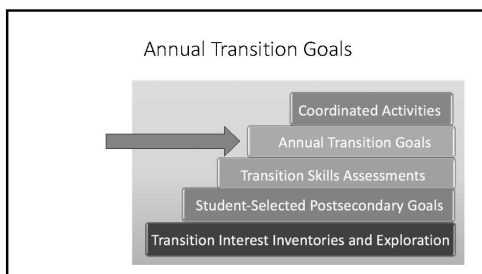 Annual Transition Goals
Coordinated Activities
Annual Transition Goals
Transition Skills Assessments
Student-Selected Postsecondary Goals
Transition Interest Inventories and Exploration